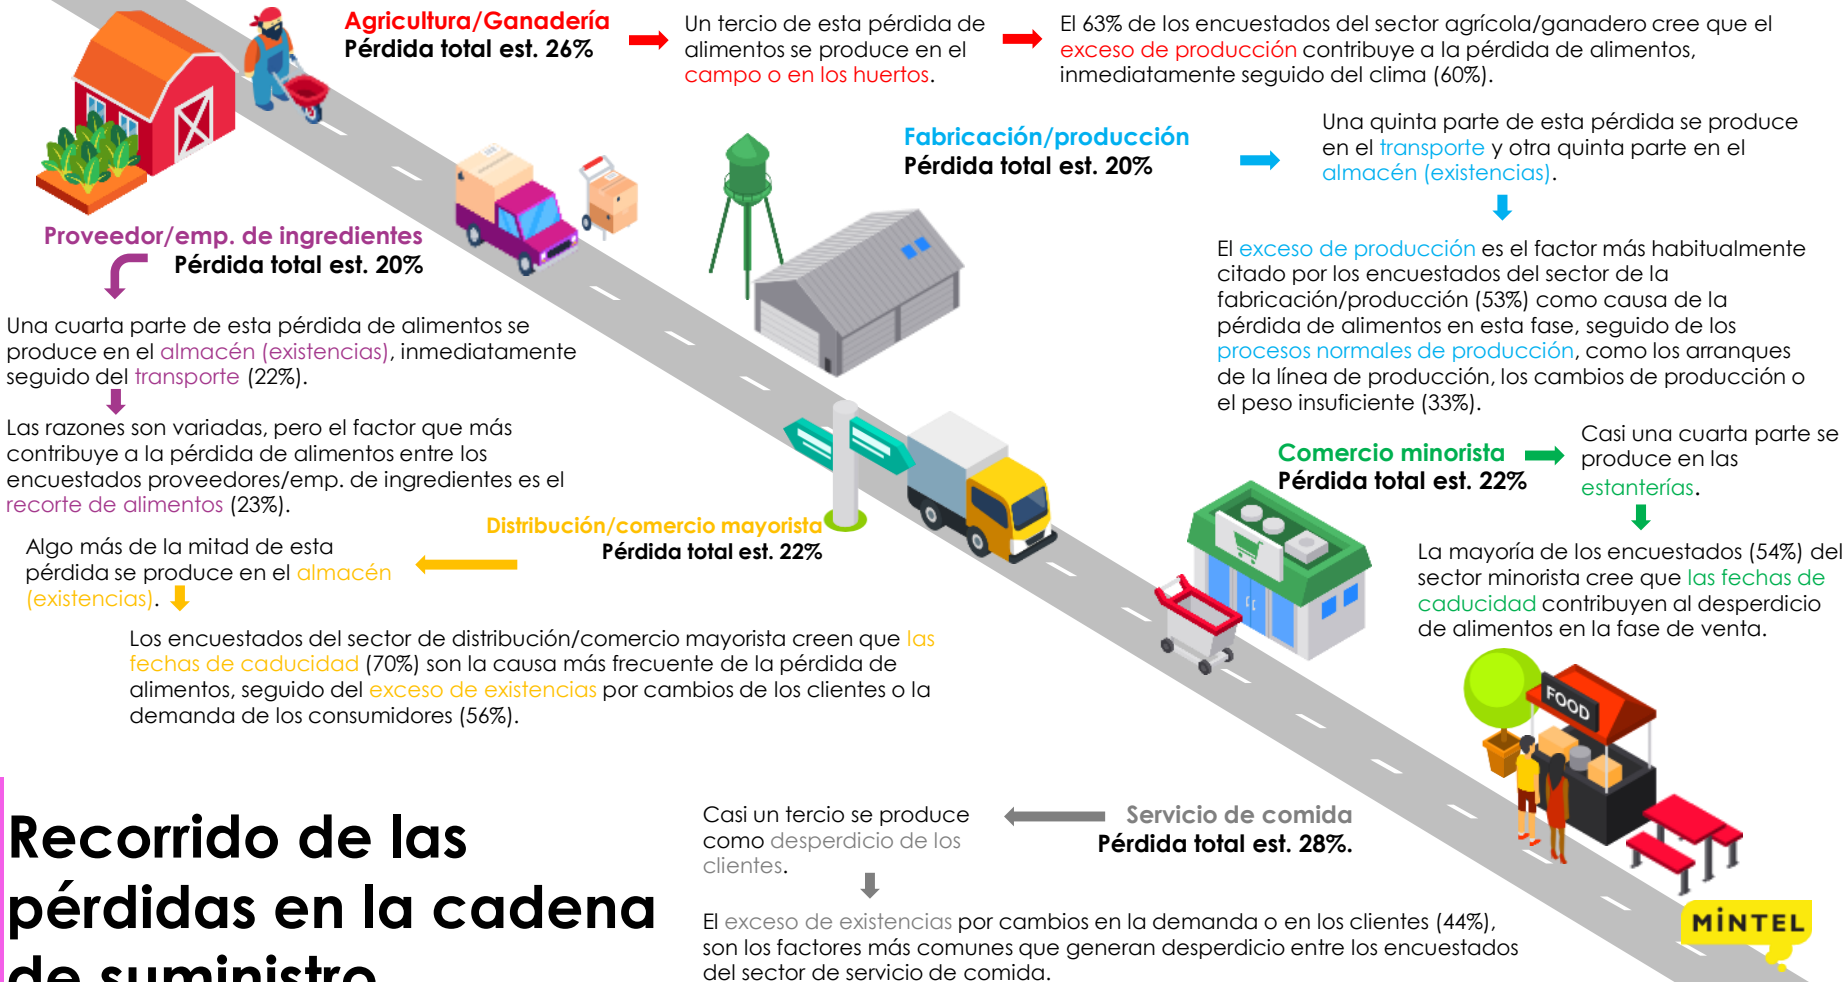 Agricultura/Ganadería
Pérdida total est. 26%
Un tercio de esta pérdida de
alimentos se produce en el
campo o en los huertos.
El 63% de los encuestados del sector agrícola/ganadero cree que el
exceso de producción contribuye a la pérdida de alimentos,
inmediatamente seguido del clima (60%).
Fabricación/producción
Pérdida total est. 20%
Una quinta parte de esta pérdida se produce
en el transporte y otra quinta parte en el
almacén (existencias).
El exceso de producción es el factor más habitualmente
citado por los encuestados del sector de la
fabricación/producción (53%) como causa de la
pérdida de alimentos en esta fase, seguido de los
procesos normales de producción, como los arranques
de la línea de producción, los cambios de producción o
el peso insuficiente (33%).
Proveedor/emp. de ingredientes
Pérdida total est. 20%
Una cuarta parte de esta pérdida de alimentos se
produce en el almacén (existencias), inmediatamente
seguido del transporte (22%).
Las razones son variadas, pero el factor que más
contribuye a la pérdida de alimentos entre los
encuestados proveedores/emp. de ingredientes es el
recorte de alimentos (23%).
Comercio minorista
Pérdida total est. 22%
Casi una cuarta parte se
produce en las
estanterías.
La mayoría de los encuestados (54%) del
sector minorista cree que las fechas de
caducidad contribuyen al desperdicio
de alimentos en la fase de venta.
Distribución/comercio mayorista
Pérdida total est. 22%
Algo más de la mitad de esta
pérdida se produce en el almacén
(existencias).
Los encuestados del sector de distribución/comercio mayorista creen que las
fechas de caducidad (70%) son la causa más frecuente de la pérdida de
alimentos, seguido del exceso de existencias por cambios de los clientes o la
demanda de los consumidores (56%).
FOOD
Servicio de comida
Pérdida total est. 28%.
Casi un tercio se produce
como desperdicio de los
clientes.
El exceso de existencias por cambios en la demanda o en los clientes (44%),
son los factores más comunes que generan desperdicio entre los encuestados
del sector de servicio de comida.
Recorrido de las
pérdidas en la cadena
de suministro
MiNTEL